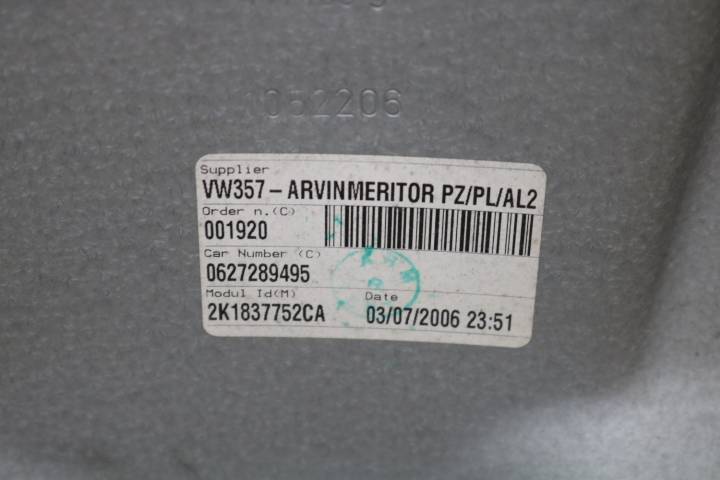 1052206
Supplier
VW357 - ARVINMERITOR PZ/PL/AL2
Order n.(C)
001920
Car Number (C)
0627289495
Modul Id(M) Date
2K1837752CA 03/07/2006 23:51